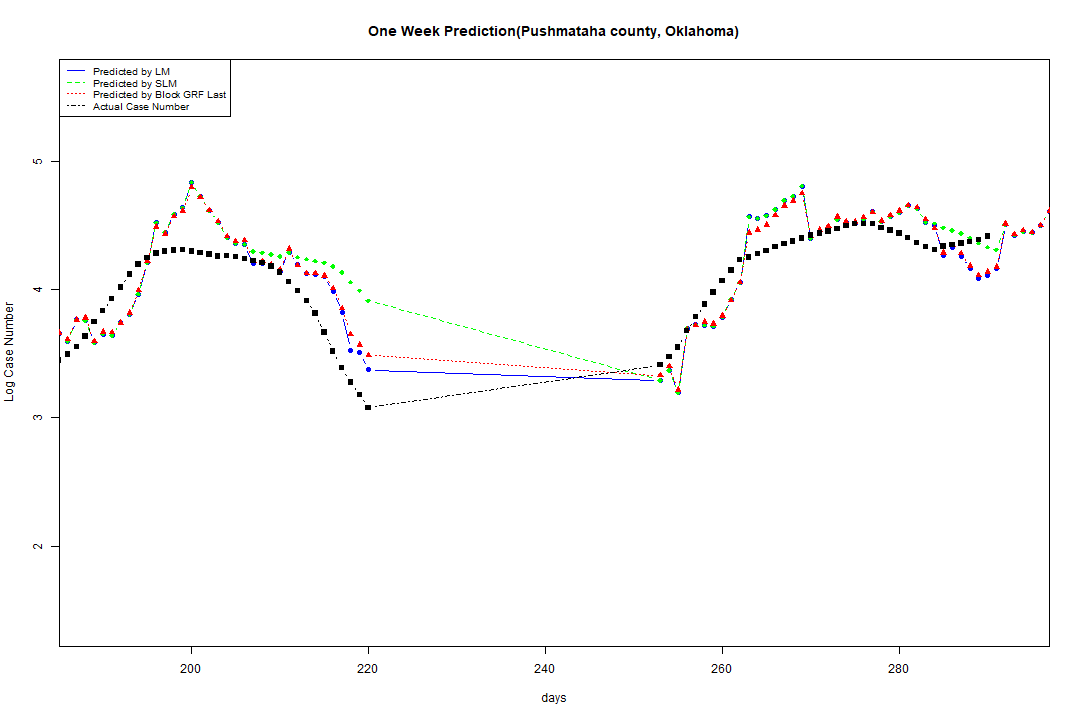 One Week Prediction(Pushmataha county, Oklahoma)
Predicted by LM
Predicted by SLM
Predicted by Block GRF Last
Actual Case Number
5
4
3
2
Log Case Number
200 220 240 260 280
days